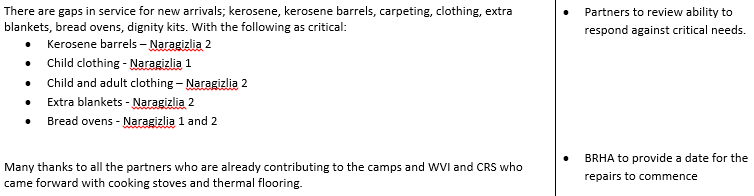 There are gaps in service for new arrivals; kerosene, kerosene barrels, carpeting, clothing, extra
blankets, bread ovens, dignity kits. With the following as critical:
• Kerosene barrels – Naragizlia 2
• Child clothing - Naragizlia 1
• Child and adult clothing – Naragizlia 2
• Extra blankets - Naragizlia 2
• Bread ovens - Naragizlia 1 and 2
Many thanks to all the partners who are already contributing to the camps and WVI and CRS who
came forward with cooking stoves and thermal flooring.
• Partners to review ability to
respond against critical needs.
• BRHA to provide a date for the
repairs to commence